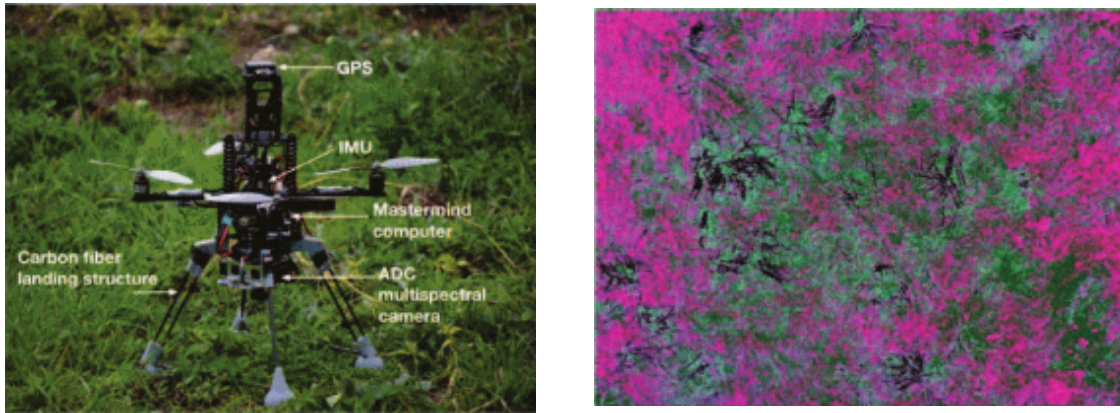 GPS
IMU
Mastermind
computer
Carbon fiber
landing structure
ADC
multispectral
camera